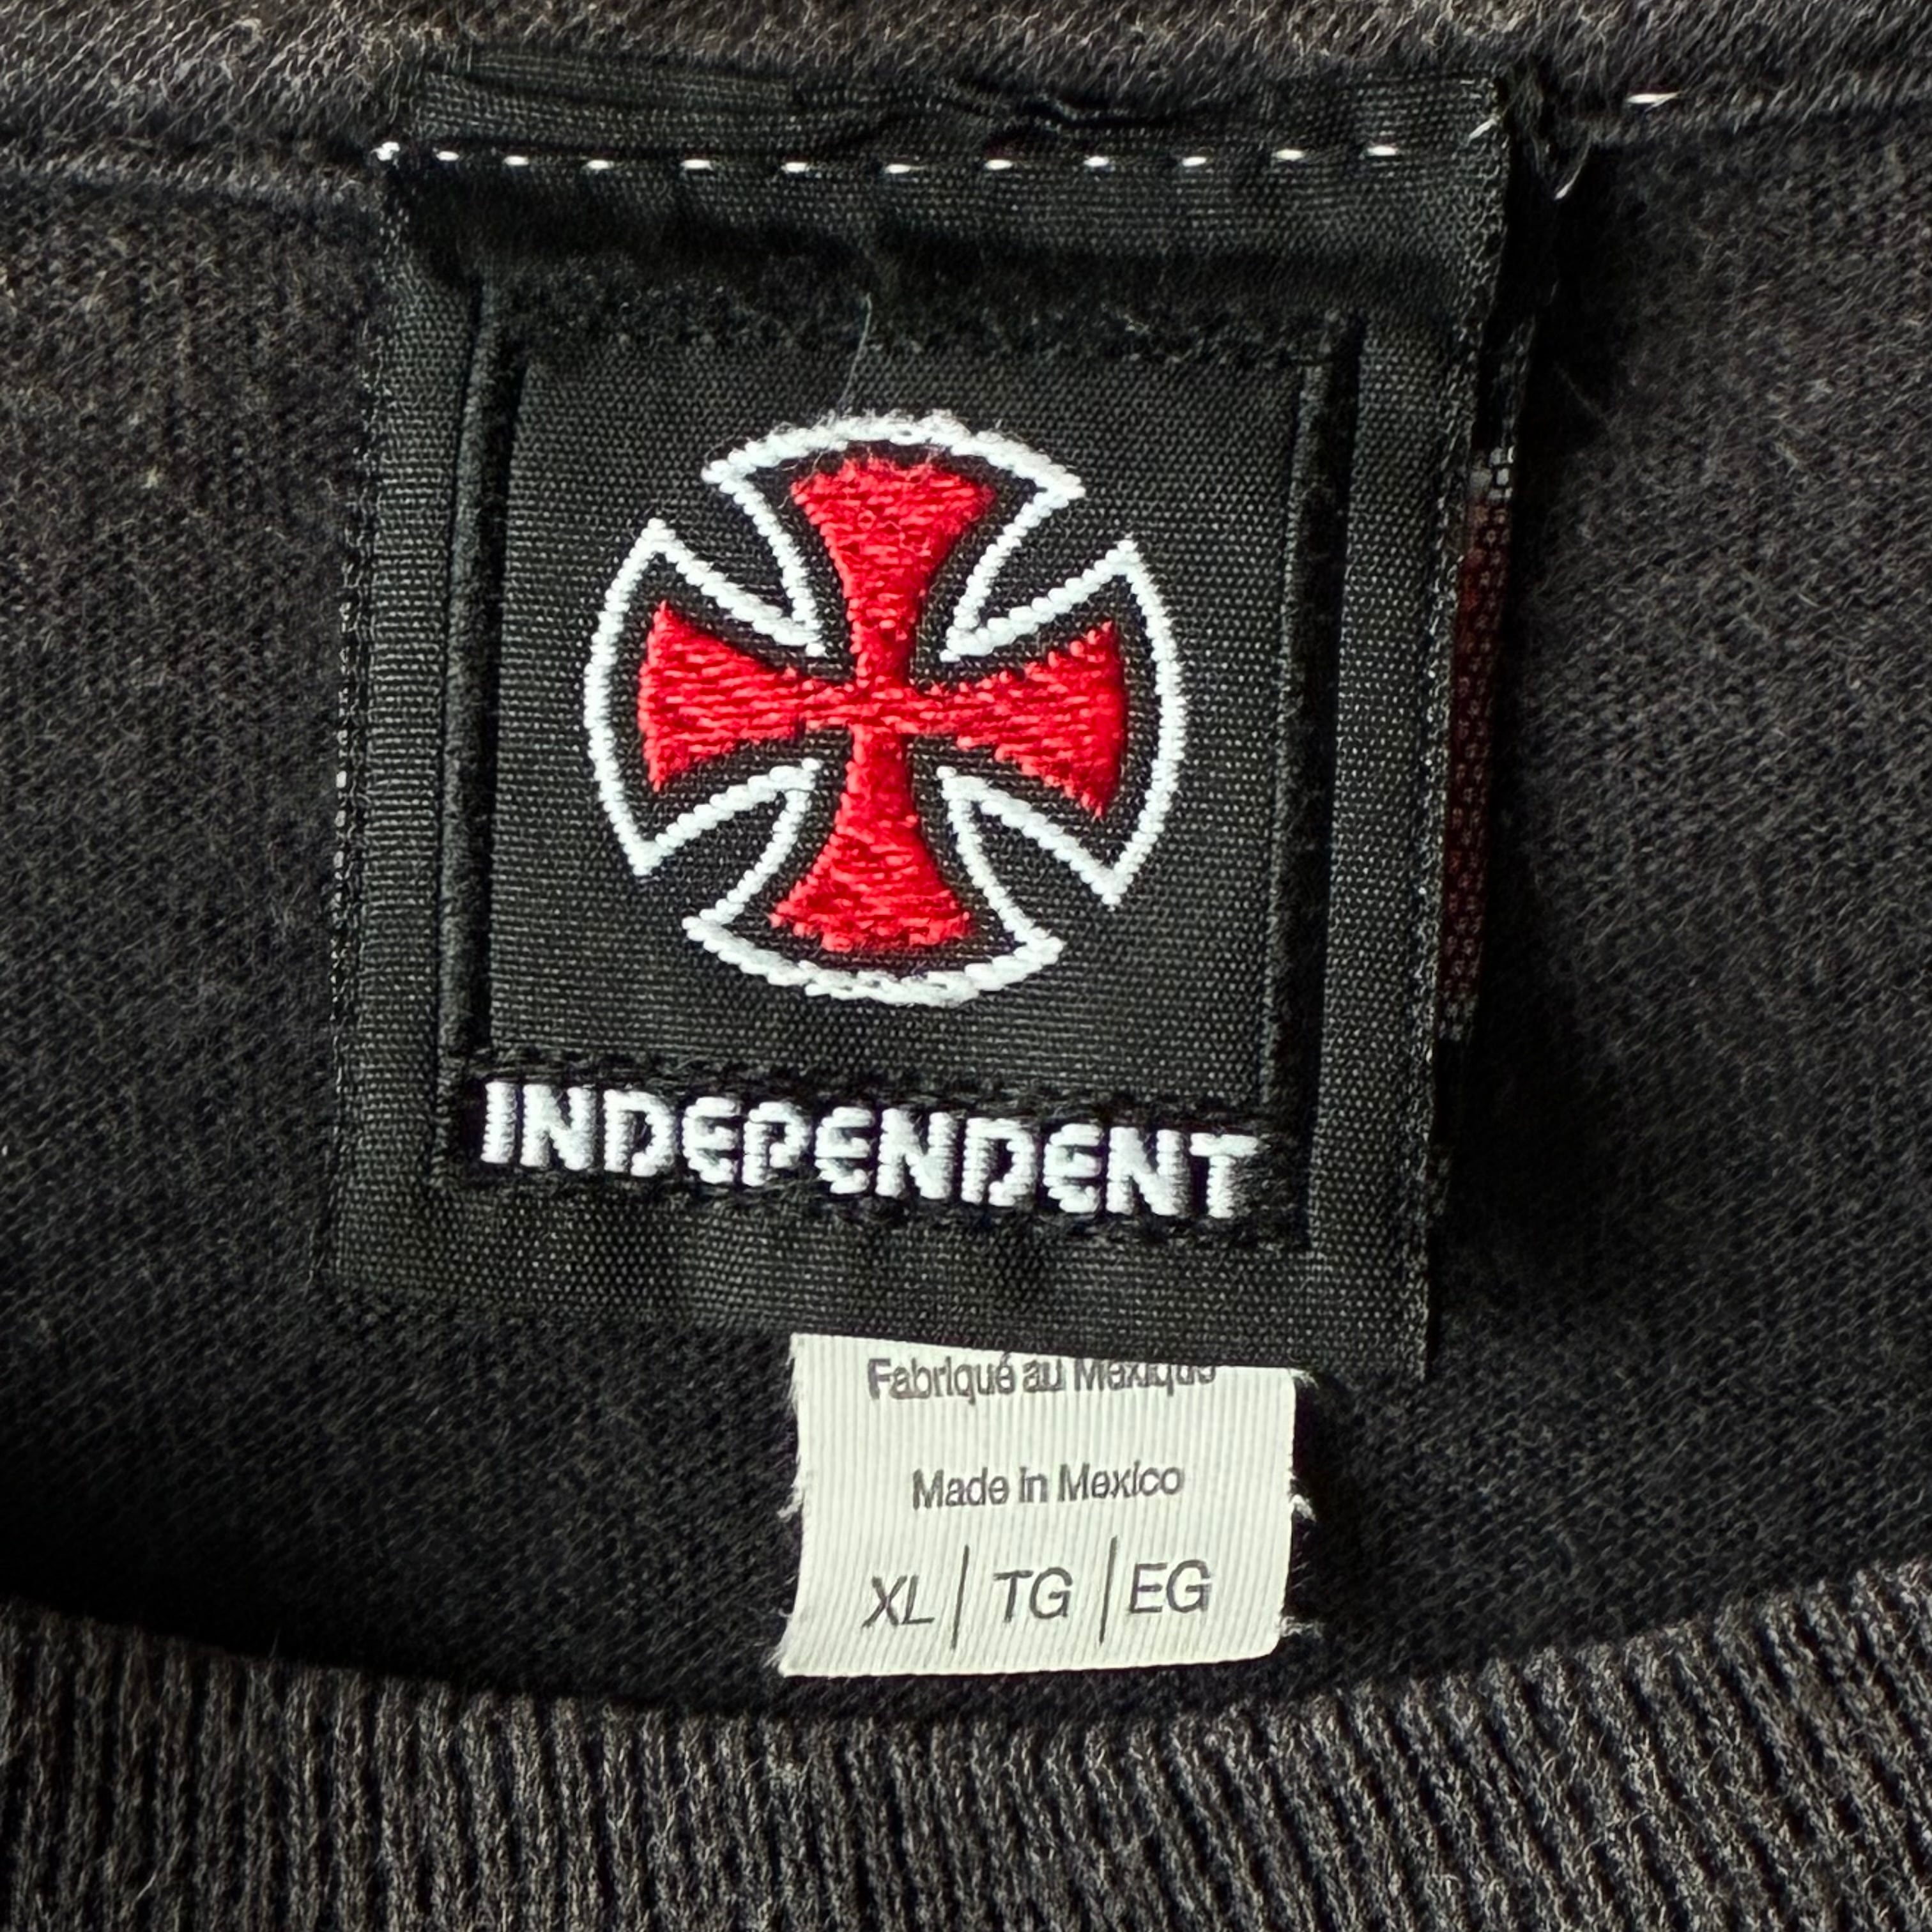 INDEPENDENT
Fabriqué au Mexique
Made in Mexico
XL | TG | EG